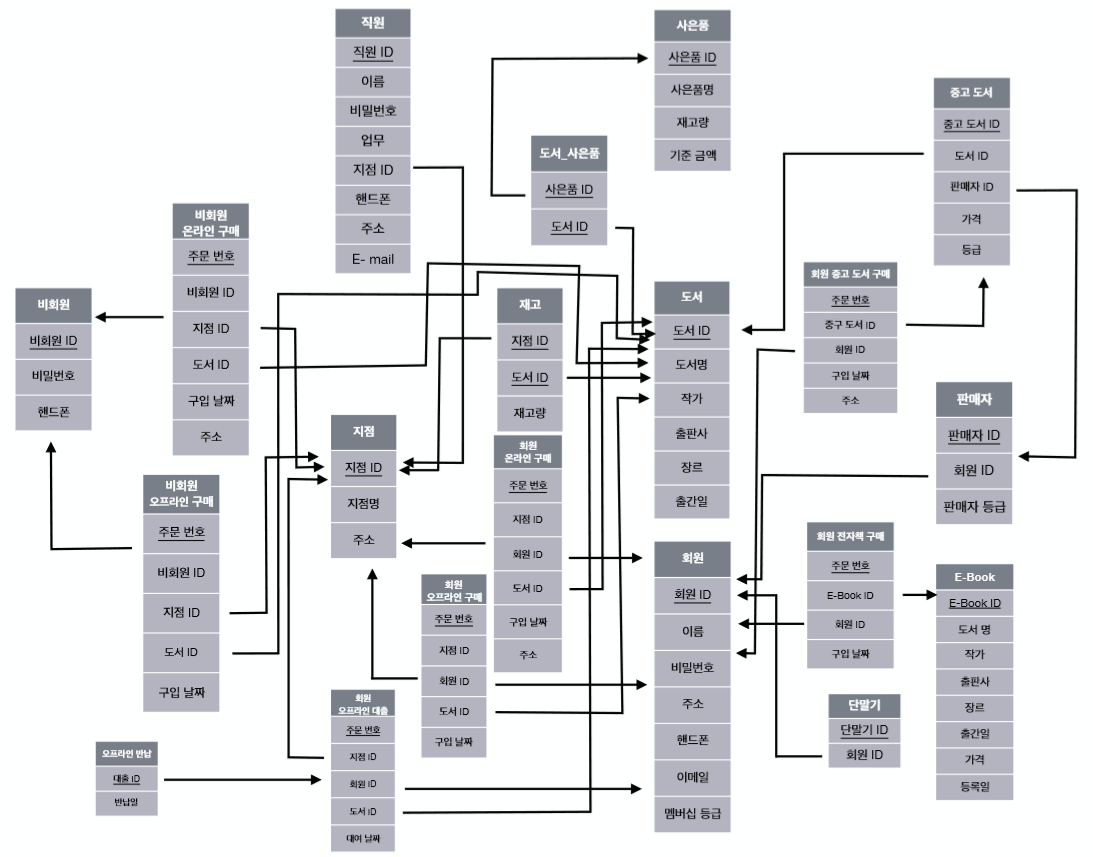 직원
직원 ID
이름
비밀번호
업무
지점 ID
핸드폰
주소
E- mail
사은품
사은품 ID
사은품명
재고량
기준 금액
도서_사은품
사은품 ID
도서 ID
중고 도서
중고 도서 ID
도서 ID
판매자 ID
가격
등급
비회원
온라인 구매
주문 번호
비회원 ID
지점 ID
도서 ID
구입 날짜
주소
비회원
비회원 ID
비밀번호
핸드폰
재고
지점 ID
도서 ID
재고량
도서
도서 ID
도서명
작가
출판사
장르
출간일
회원 중고 도서 구매
주문 번호
중구 도서 ID
회원 ID
구입 날짜
주소
판매자
판매자 ID
회원 ID
판매자 등급
지점
지점 ID
지점명
주소
회원
온라인 구매
주문 번호
지점 ID
회원 ID
도서 ID
구입 날짜
주소
비회원
오프라인 구매
주문 번호
비회원 ID
지점 ID
도서 ID
구입 날짜
회원
회원 ID
이름
비밀번호
주소
핸드폰
이메일
멤버십 등급
회원 전자책 구매
주문 번호
E-Book ID
회원 ID
구입 날짜
E-Book
E-Book ID
도서 명
작가
출판사
장르
출간일
가격
등록일
회원
오프라인 구매
주문 번호
지점 ID
회원 ID
도서 ID
구입 날짜
회원
오프라인 대출
주문 번호
지점 ID
회원 ID
도서 ID
대여 날짜
단말기
단말기 ID
회원 ID
오프라인 반납
대출 ID
반납일